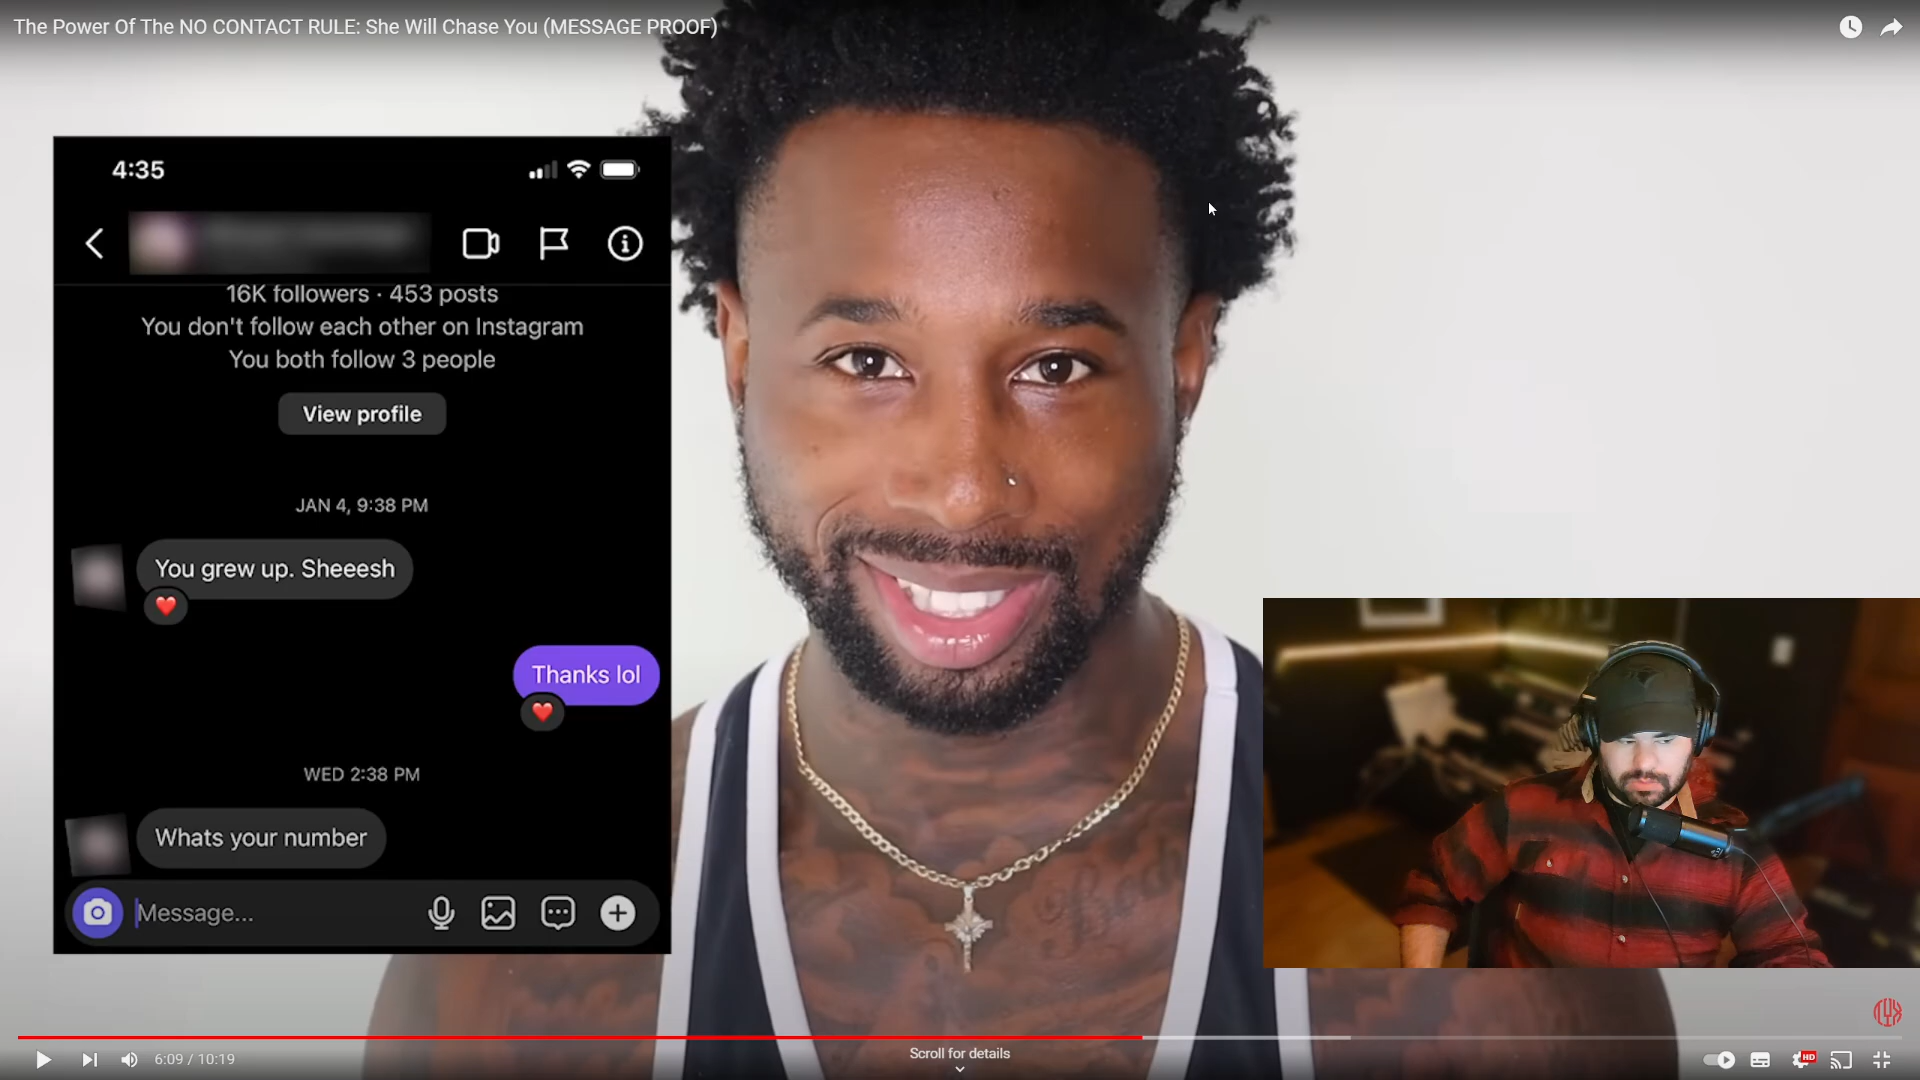 The Power Of The NO CONTACT RULE: She Will Chase You (MESSAGE PROOF)
4:35
16K followers · 453 posts
You don't follow each other on Instagram
You both follow 3 people
View profile
JAN 4, 9:38 PM
You grew up. Sheeesh
Thanks lol
WED 2:38 PM
Whats your number
Message...
6:09 / 10:19
Scroll for details
HD